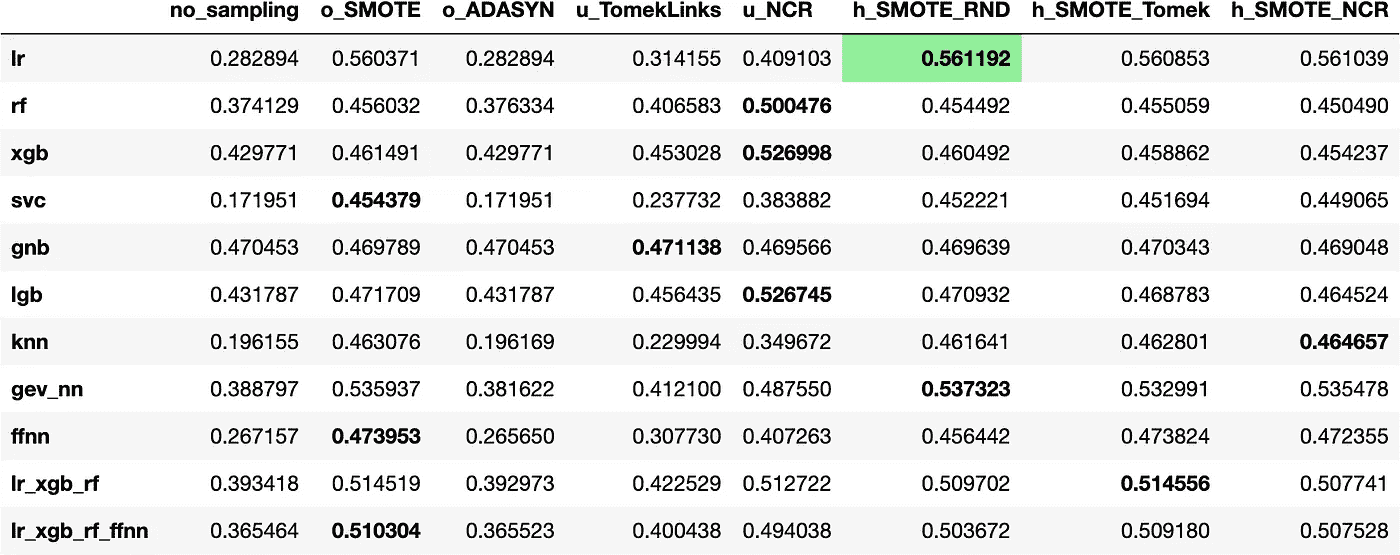 no_sampling o_SMOTE o_ADASYN u_TomekLinks u_NCR h_SMOTE_RND h_SMOTE_Tomek h_SMOTE_NCR
lr 0.282894 0.560371 0.282894 0.314155 0.409103 0.561192 0.560853 0.561039
rf 0.374129 0.456032 0.376334 0.406583 0.500476 0.454492 0.455059 0.450490
xgb 0.429771 0.461491 0.429771 0.453028 0.526998 0.460492 0.458862 0.454237
svc 0.171951 0.454379 0.171951 0.237732 0.383882 0.452221 0.451694 0.449065
gnb 0.470453 0.469789 0.470453 0.471138 0.469566 0.469639 0.470343 0.469048
lgb 0.431787 0.471709 0.431787 0.456435 0.526745 0.470932 0.468783 0.464524
knn 0.196155 0.463076 0.196169 0.229994 0.349672 0.461641 0.462801 0.464657
gev_nn 0.388797 0.535937 0.381622 0.412100 0.487550 0.537323 0.532991 0.535478
ffnn 0.267157 0.473953 0.265650 0.307730 0.407263 0.456442 0.473824 0.472355
lr_xgb_rf 0.393418 0.514519 0.392973 0.422529 0.512722 0.509702 0.514556 0.507741
lr_xgb_rf_ffnn 0.365464 0.510304 0.365523 0.400438 0.494038 0.503672 0.509180 0.507528